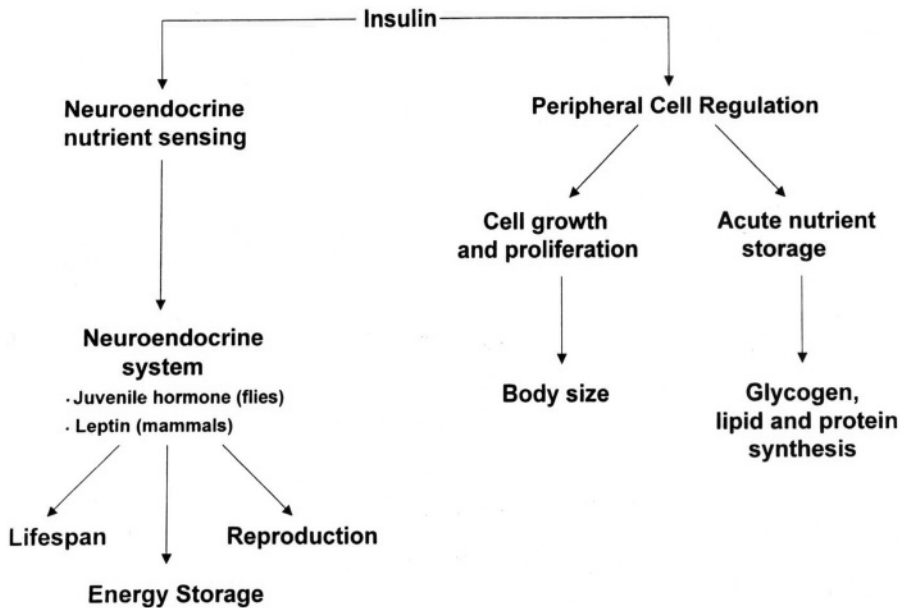 Insulin
Neuroendocrine
nutrient sensing
Peripheral Cell Regulation
Cell growth
and proliferation
Acute nutrient
storage
Neuroendocrine
system
· Juvenile hormone (flies)
· Leptin (mammals)
Body size
Glycogen,
lipid and protein
synthesis
Lifespan
Reproduction
Energy Storage